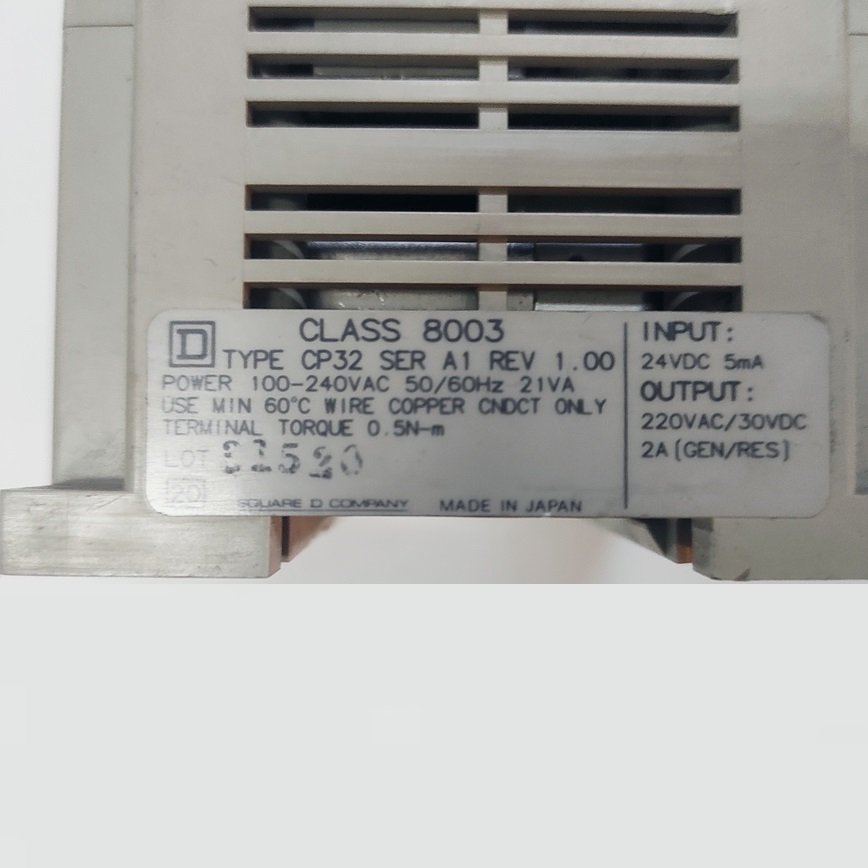 D
CLASS 8003
TYPE CP32 SER A1 REV 1.00
POWER 100-240VAC 50/60Hz 21VA
USE MIN 60°C WIRE COPPER CNDCT ONLY
TERMINAL TORQUE 0.5N-m
LOT
20
SQUARE D COMPANY MADE IN JAPAN
INPUT:
24VDC 5mA
OUTPUT:
220VAC/30VDC
2A (GEN/RES)